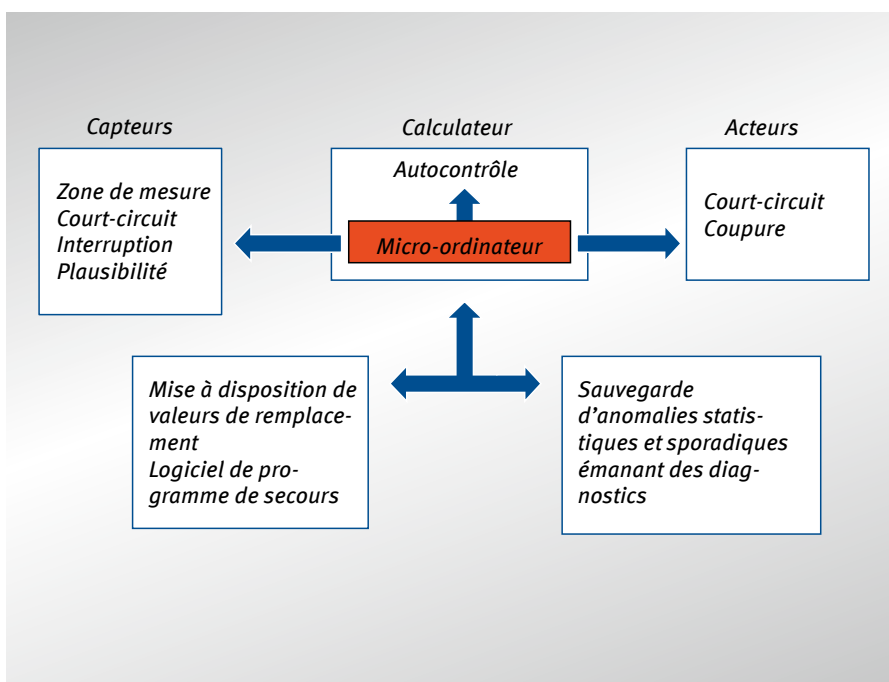 Capteurs
Zone de mesure
Court-circuit
Interruption
Plausibilité
Calculateur
Autocontrôle
Micro-ordinateur
Acteurs
Court-circuit
Coupure
Mise à disposition de
valeurs de remplace-
ment
Logiciel de pro-
gramme de secours
Sauvegarde
d'anomalies statis-
tiques et sporadiques
émanant des diag-
nostics